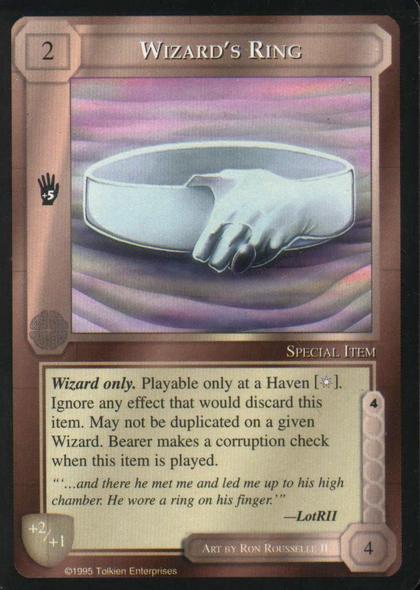 2
WIZARD'S RING
+5
SPECIAL ITEM
Wizard only. Playable only at a Haven [☀].
Ignore any effect that would discard this
item. May not be duplicated on a given
Wizard. Bearer makes a corruption check
when this item is played.
4
"'...and there he met me and led me up to his high
chamber. He wore a ring on his finger.'"
—LotRII
+2/+1
ART BY RON ROUSSELLE II
4
©1995 Tolkien Enterprises